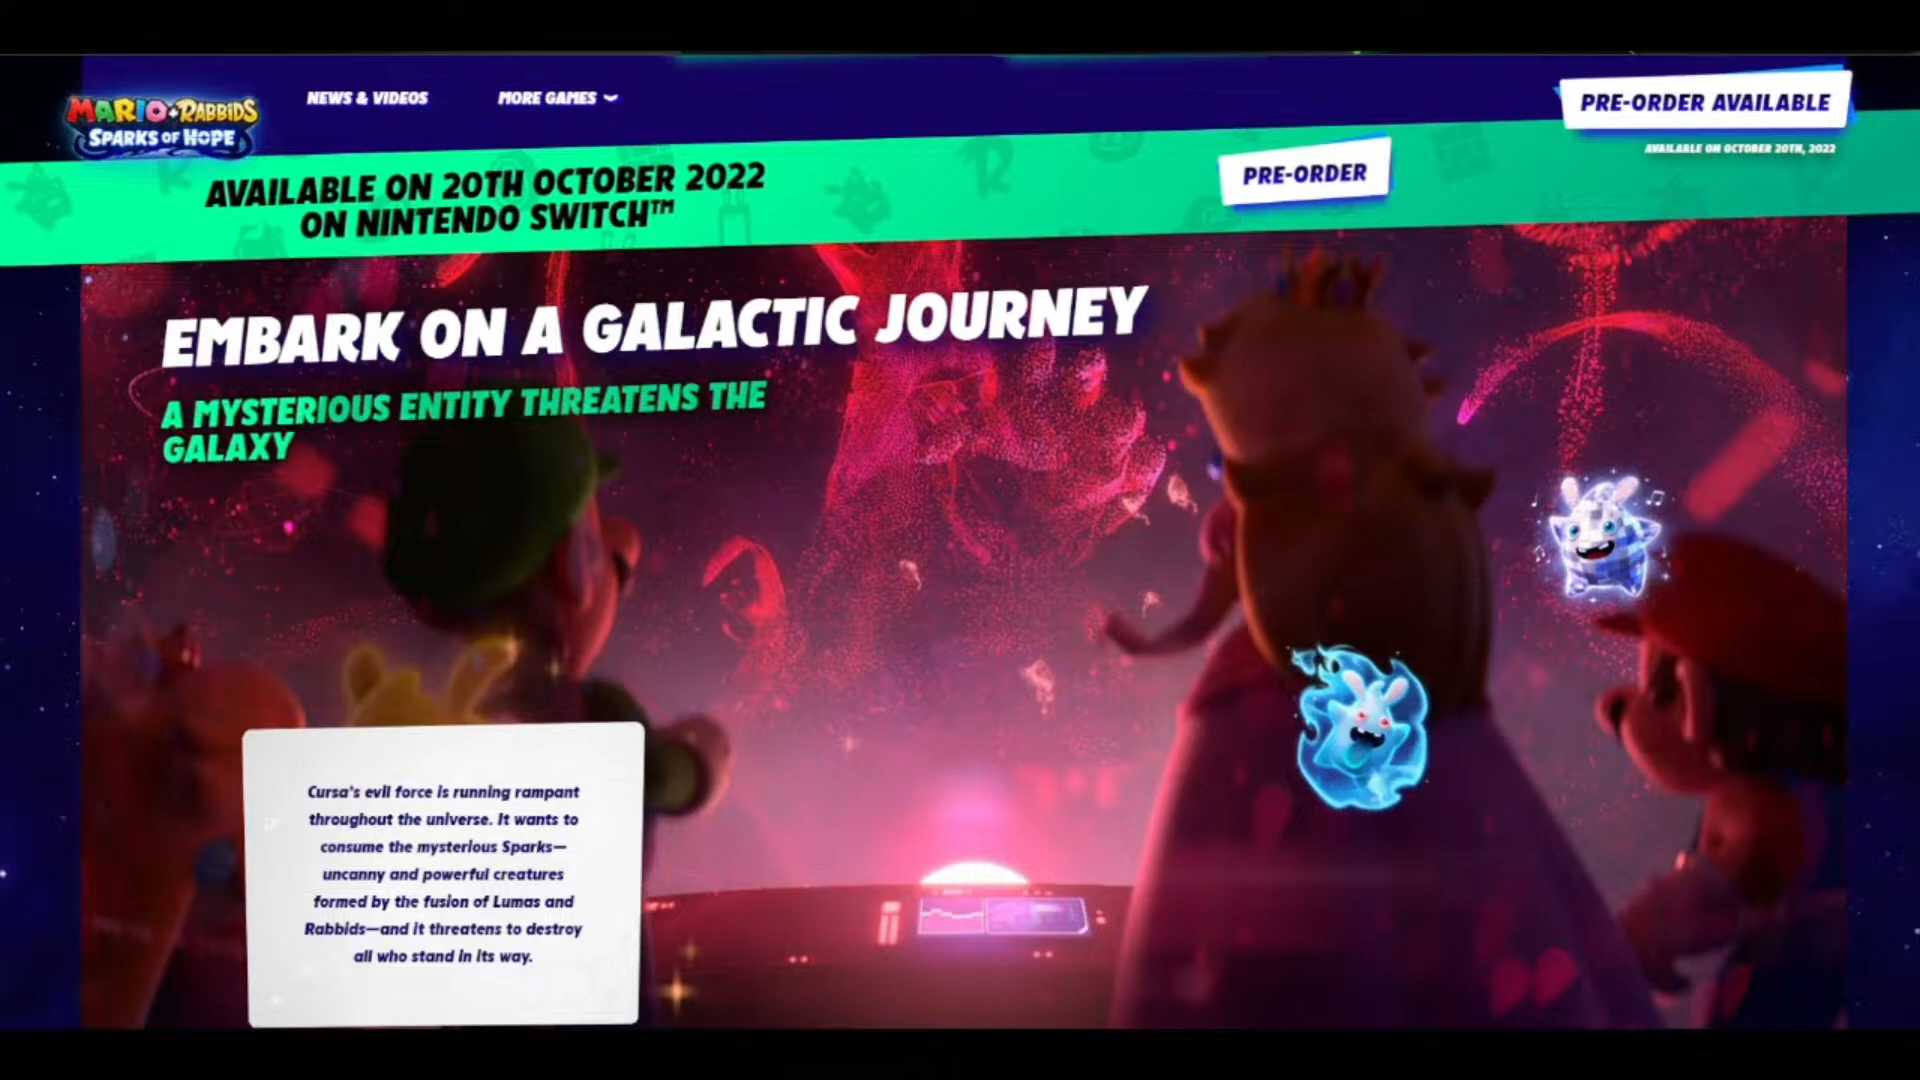 MARIO + RABBIDS
SPARKS OF HOPE
NEWS & VIDEOS
MORE GAMES
PRE-ORDER AVAILABLE
AVAILABLE ON OCTOBER 20TH, 2022
AVAILABLE ON 20TH OCTOBER 2022
ON NINTENDO SWITCH™
PRE-ORDER
EMBARK ON A GALACTIC JOURNEY
A MYSTERIOUS ENTITY THREATENS THE
GALAXY
Cursa's evil force is running rampant
throughout the universe. It wants to
consume the mysterious Sparks—
uncanny and powerful creatures
formed by the fusion of Lumas and
Rabbids—and it threatens to destroy
all who stand in its way.